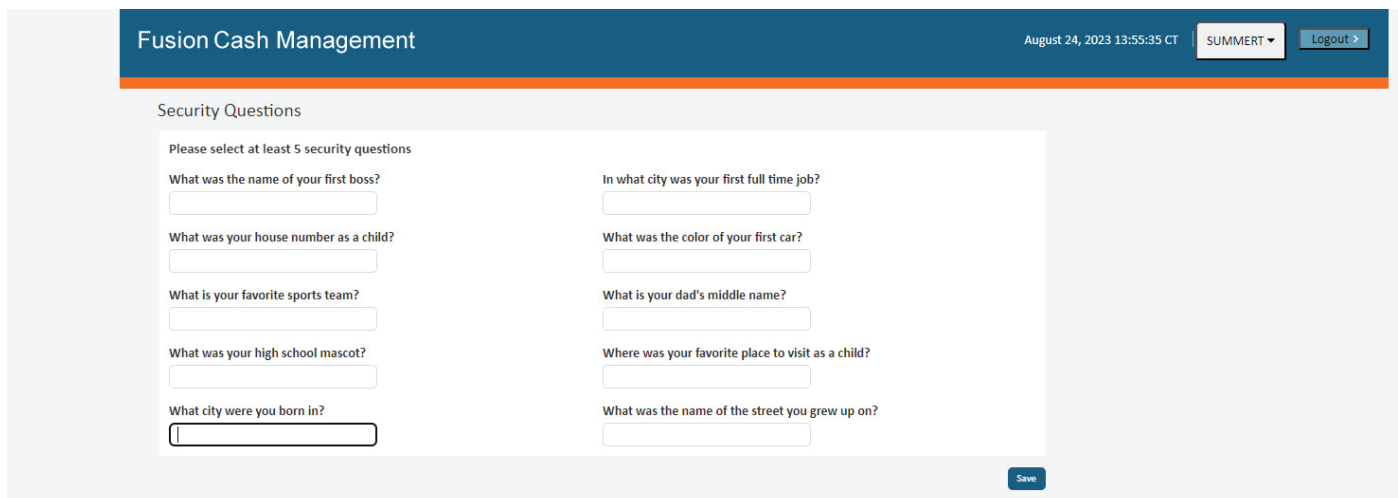 Fusion Cash Management
August 24, 2023 13:55:35 CT
SUMMERT
Logout >
Security Questions
Please select at least 5 security questions
What was the name of your first boss?
In what city was your first full time job?
What was your house number as a child?
What was the color of your first car?
What is your favorite sports team?
What is your dad's middle name?
What was your high school mascot?
Where was your favorite place to visit as a child?
What city were you born in?
What was the name of the street you grew up on?
Save